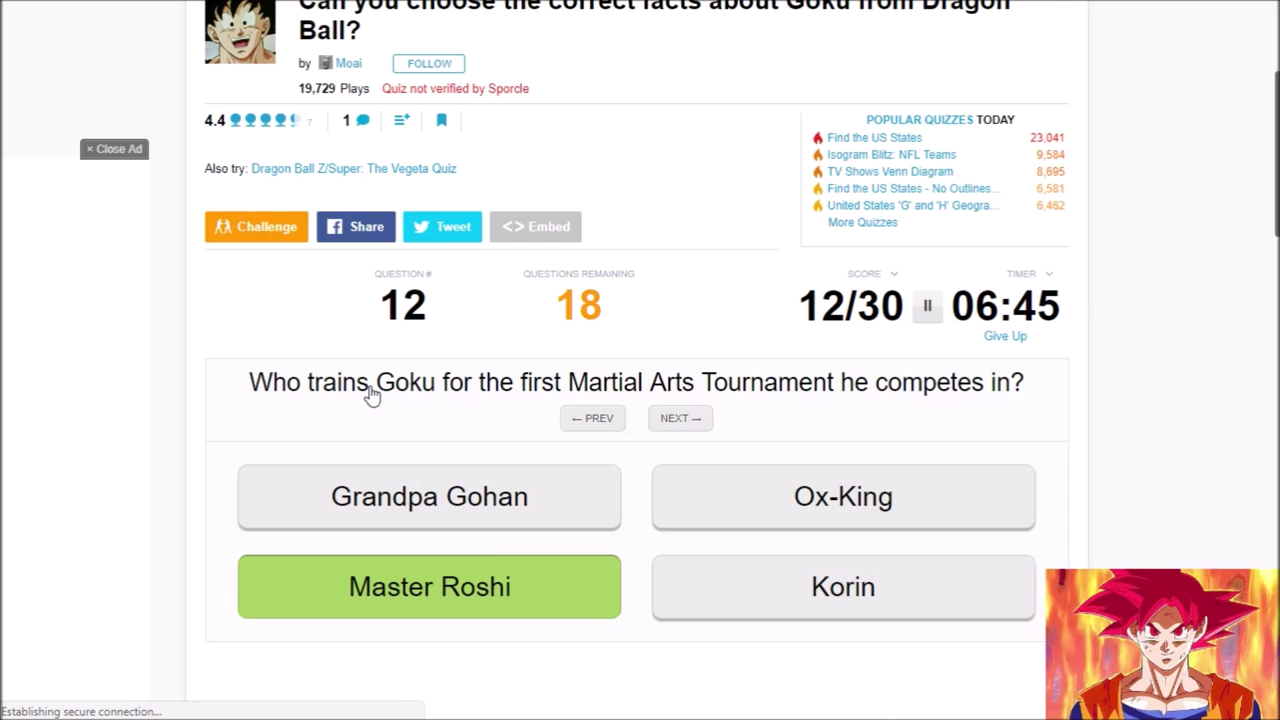 Can you choose the correct facts about Goku from Dragon
Ball?
by Moai FOLLOW
19,729 Plays Quiz not verified by Sporcle
4.4 ? 1
× Close Ad
Also try: Dragon Ball Z/Super: The Vegeta Quiz
POPULAR QUIZZES TODAY
Find the US States 23,041
Isogram Blitz: NFL Teams 9,584
TV Shows Venn Diagram 8,695
Find the US States - No Outlines... 6,581
United States 'G' and 'H' Geogra... 6,462
More Quizzes
Challenge Share Tweet <> Embed
QUESTION # QUESTIONS REMAINING SCORE TIMER
12 18 12/30 06:45
Give Up
Who trains Goku for the first Martial Arts Tournament he competes in?
← PREV NEXT →
Grandpa Gohan Ox-King
Master Roshi Korin
Establishing secure connection...